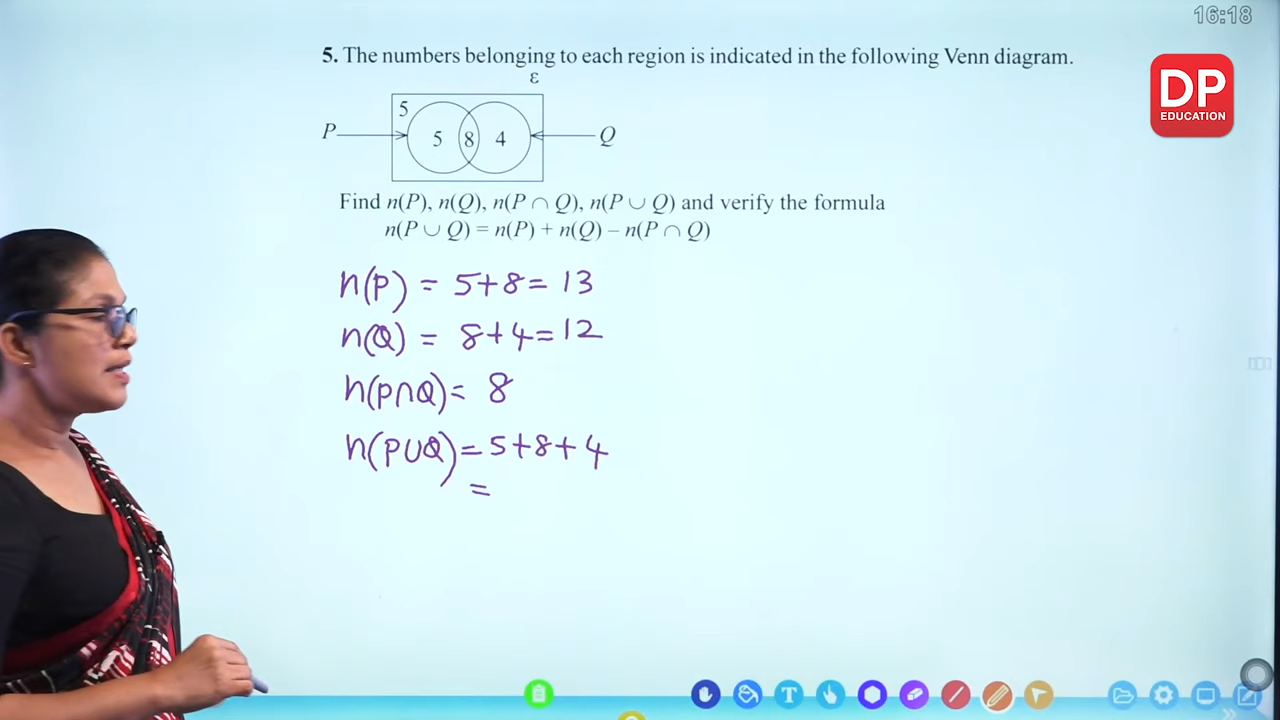 16:18
DP
EDUCATION
5. The numbers belonging to each region is indicated in the following Venn diagram.
ε
5
P
5 8 4
Q
Find n(P), n(Q), n(P ∩ Q), n(P ∪ Q) and verify the formula
n(P ∪ Q) = n(P) + n(Q) – n(P ∩ Q)
n(P) = 5+8 = 13
n(Q) = 8+4 = 12
n(P∩Q) = 8
n(P∪Q) = 5+8+4
=
T